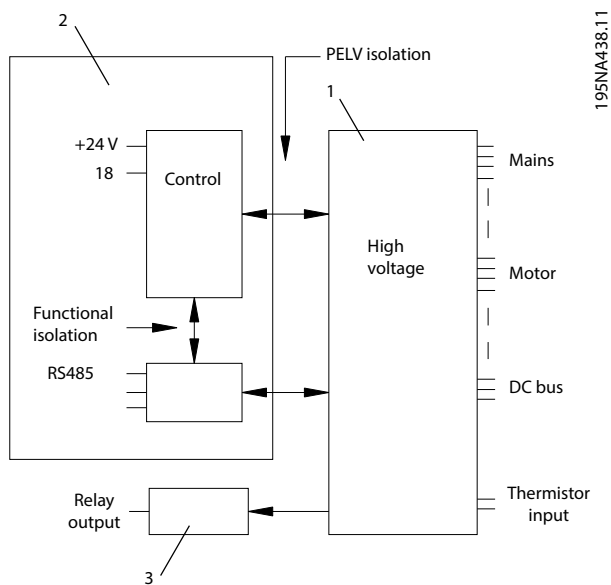 2
PELV isolation
195NA438.11
1
+24 V
18
Control
Mains
High
voltage
Motor
Functional
isolation
RS485
DC bus
Relay
output
Thermistor
input
3